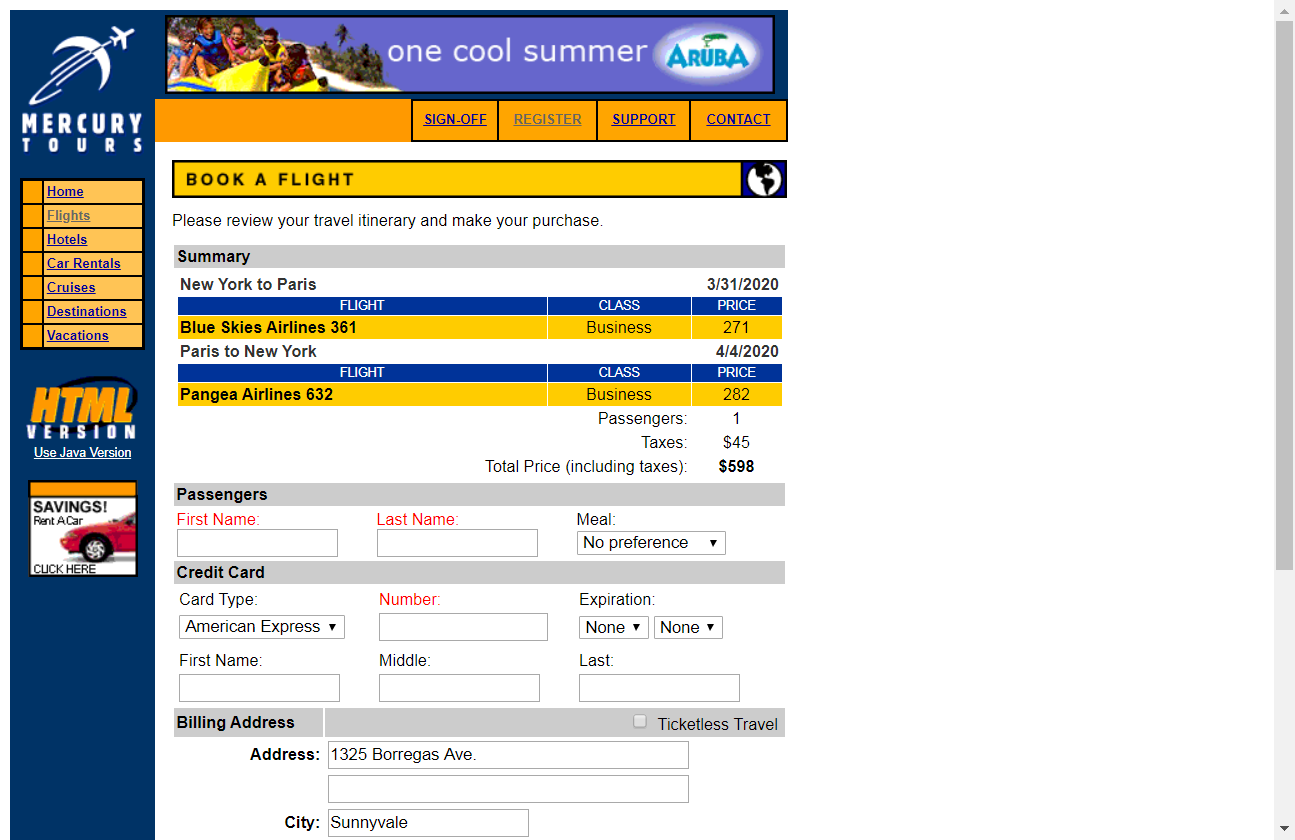 one cool summer ARUBA
MERCURY
TOURS
SIGN-OFF REGISTER SUPPORT CONTACT
BOOK A FLIGHT
Home
Flights
Hotels
Car Rentals
Cruises
Destinations
Vacations
HTML
VERSION
Use Java Version
SAVINGS!
Rent A Car
CLICK HERE
Please review your travel itinerary and make your purchase.
Summary
New York to Paris 3/31/2020
FLIGHT CLASS PRICE
Blue Skies Airlines 361 Business 271
Paris to New York 4/4/2020
FLIGHT CLASS PRICE
Pangea Airlines 632 Business 282
Passengers: 1
Taxes: $45
Total Price (including taxes): $598
Passengers
First Name: Last Name: Meal:
No preference
Credit Card
Card Type: Number: Expiration:
American Express None None
First Name: Middle: Last:
Billing Address Ticketless Travel
Address: 1325 Borregas Ave.
City: Sunnyvale